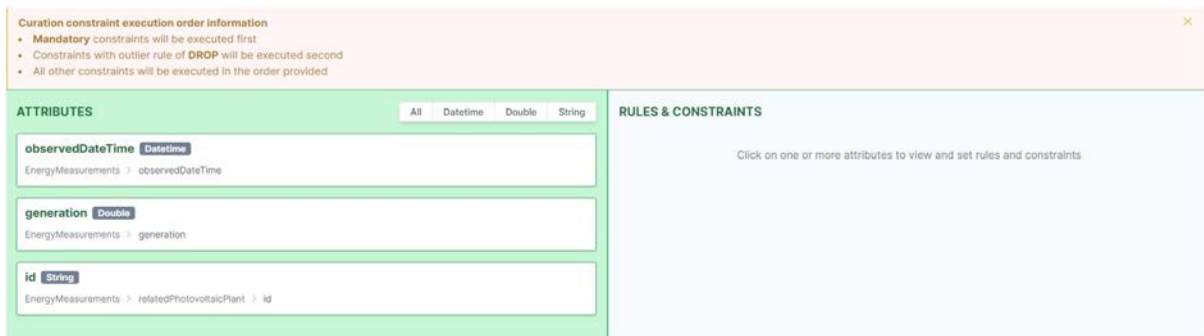 Curation constraint execution order information
• Mandatory constraints will be executed first
• Constraints with outlier rule of DROP will be executed second
• All other constraints will be executed in the order provided
ATTRIBUTES
All Datetime Double String
observedDateTime Datetime
EnergyMeasurements > observedDateTime
generation Double
EnergyMeasurements > generation
id String
EnergyMeasurements > relatedPhotovoltaicPlant > id
RULES & CONSTRAINTS
Click on one or more attributes to view and set rules and constraints